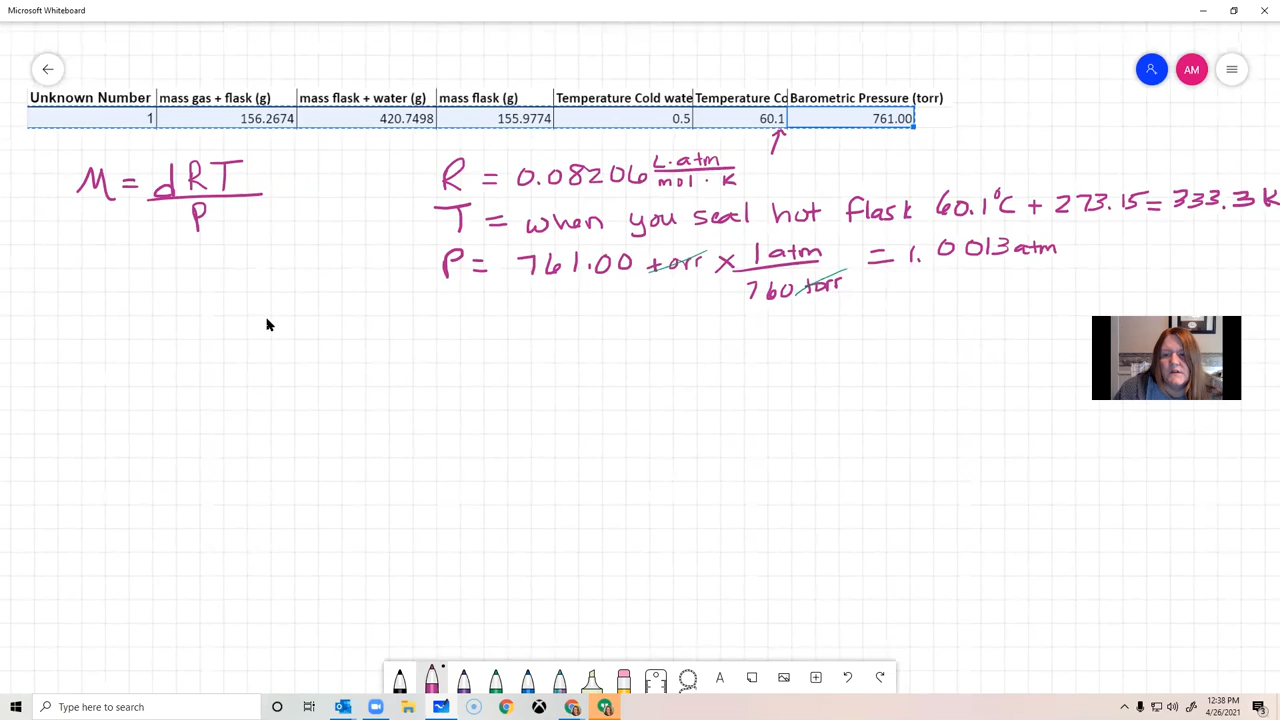 Microsoft Whiteboard
AM
Unknown Number mass gas + flask (g) mass flask + water (g) mass flask (g) Temperature Cold wate Temperature Co Barometric Pressure (torr)
1 156.2674 420.7498 155.9774 0.5 60.1 761.00
M = dRT / P
R = 0.08206 L·atm / mol·K
T = when you seal hot flask 60.1°C + 273.15 = 333.3 K
P = 761.00 torr × 1 atm / 760 torr = 1.0013 atm
A
Type here to search
12:38 PM
4/26/2021
3